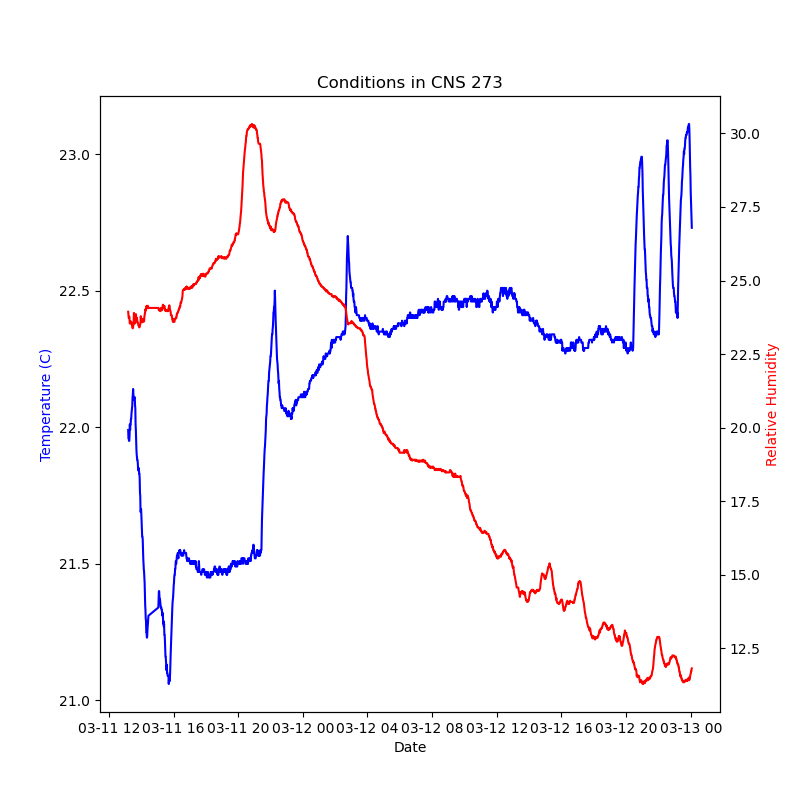 Conditions in CNS 273
23.0
22.5
22.0
21.5
21.0
Temperature (C)
30.0
27.5
25.0
22.5
20.0
17.5
15.0
12.5
Relative Humidity
03-11 12 03-11 16 03-11 20 03-12 00 03-12 04 03-12 08 03-12 12 03-12 16 03-12 20 03-13 00
Date